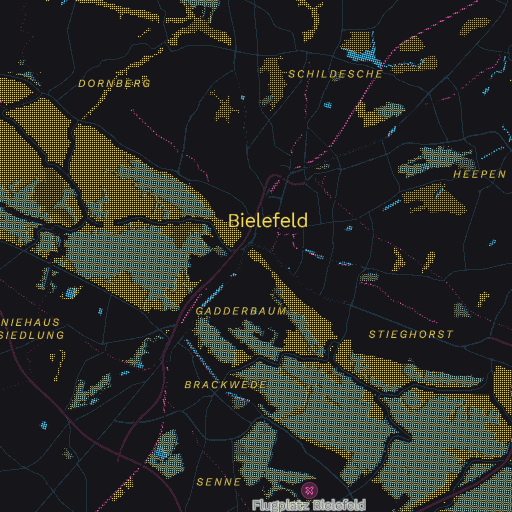 SCHILDESCHE
DORNBERG
HEEPEN
Bielefeld
GADDERBAUM
NIEHAUS
SIEDLUNG
STIEGHORST
BRACKWEDE
SENNE
Flugplatz Bielefeld